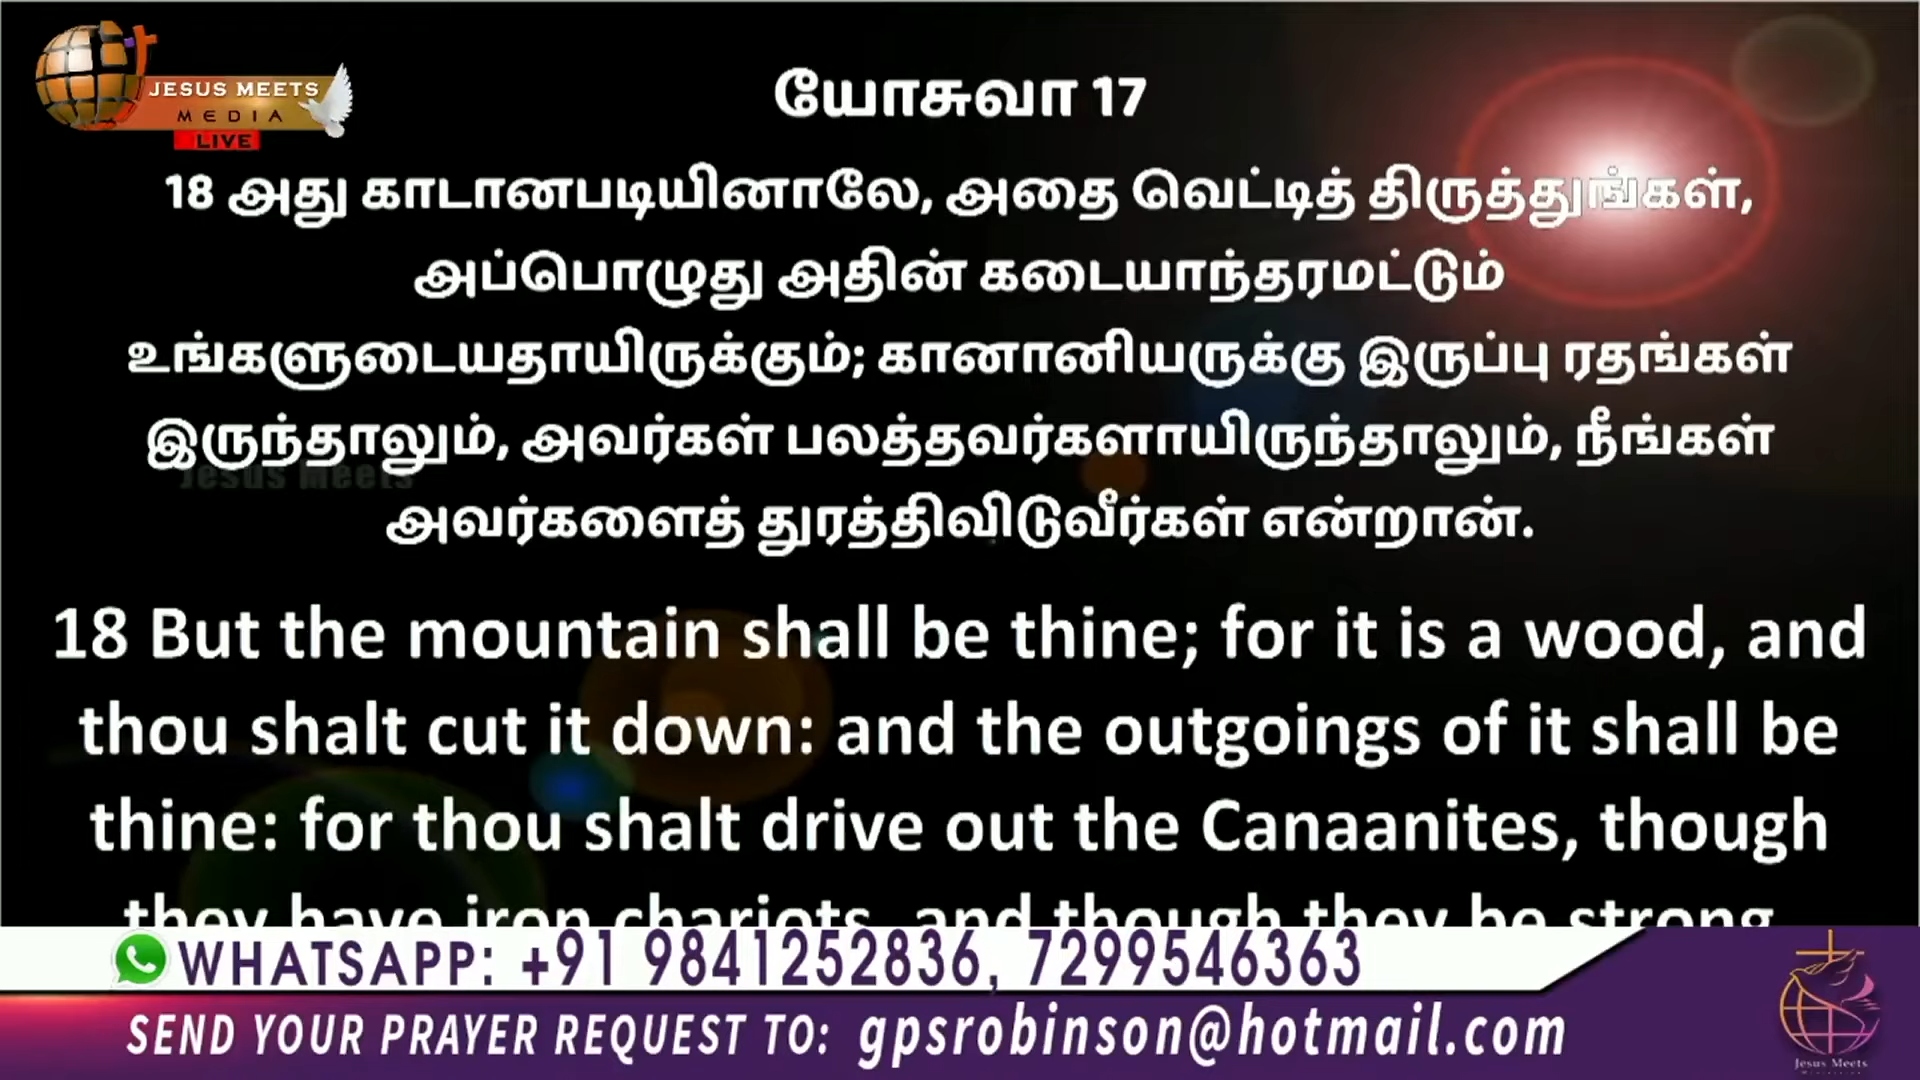 JESUS MEETS
MEDIA
LIVE
யோசுவா 17
18 அது காடானபடியினாலே, அதை வெட்டித் திருத்துங்கள்,
அப்பொழுது அதின் கடையாந்தரமட்டும்
உங்களுடையதாயிருக்கும்; கானானியருக்கு இருப்பு ரதங்கள்
இருந்தாலும், அவர்கள் பலத்தவர்களாயிருந்தாலும், நீங்கள்
Jesus Meets
அவர்களைத் துரத்திவிடுவீர்கள் என்றான்.
18 But the mountain shall be thine; for it is a wood, and
thou shalt cut it down: and the outgoings of it shall be
thine: for thou shalt drive out the Canaanites, though
they have iron chariots, and though they be strong
WHATSAPP: +91 9841252836, 7299546363
SEND YOUR PRAYER REQUEST TO: gpsrobinson@hotmail.com
Jesus Meets